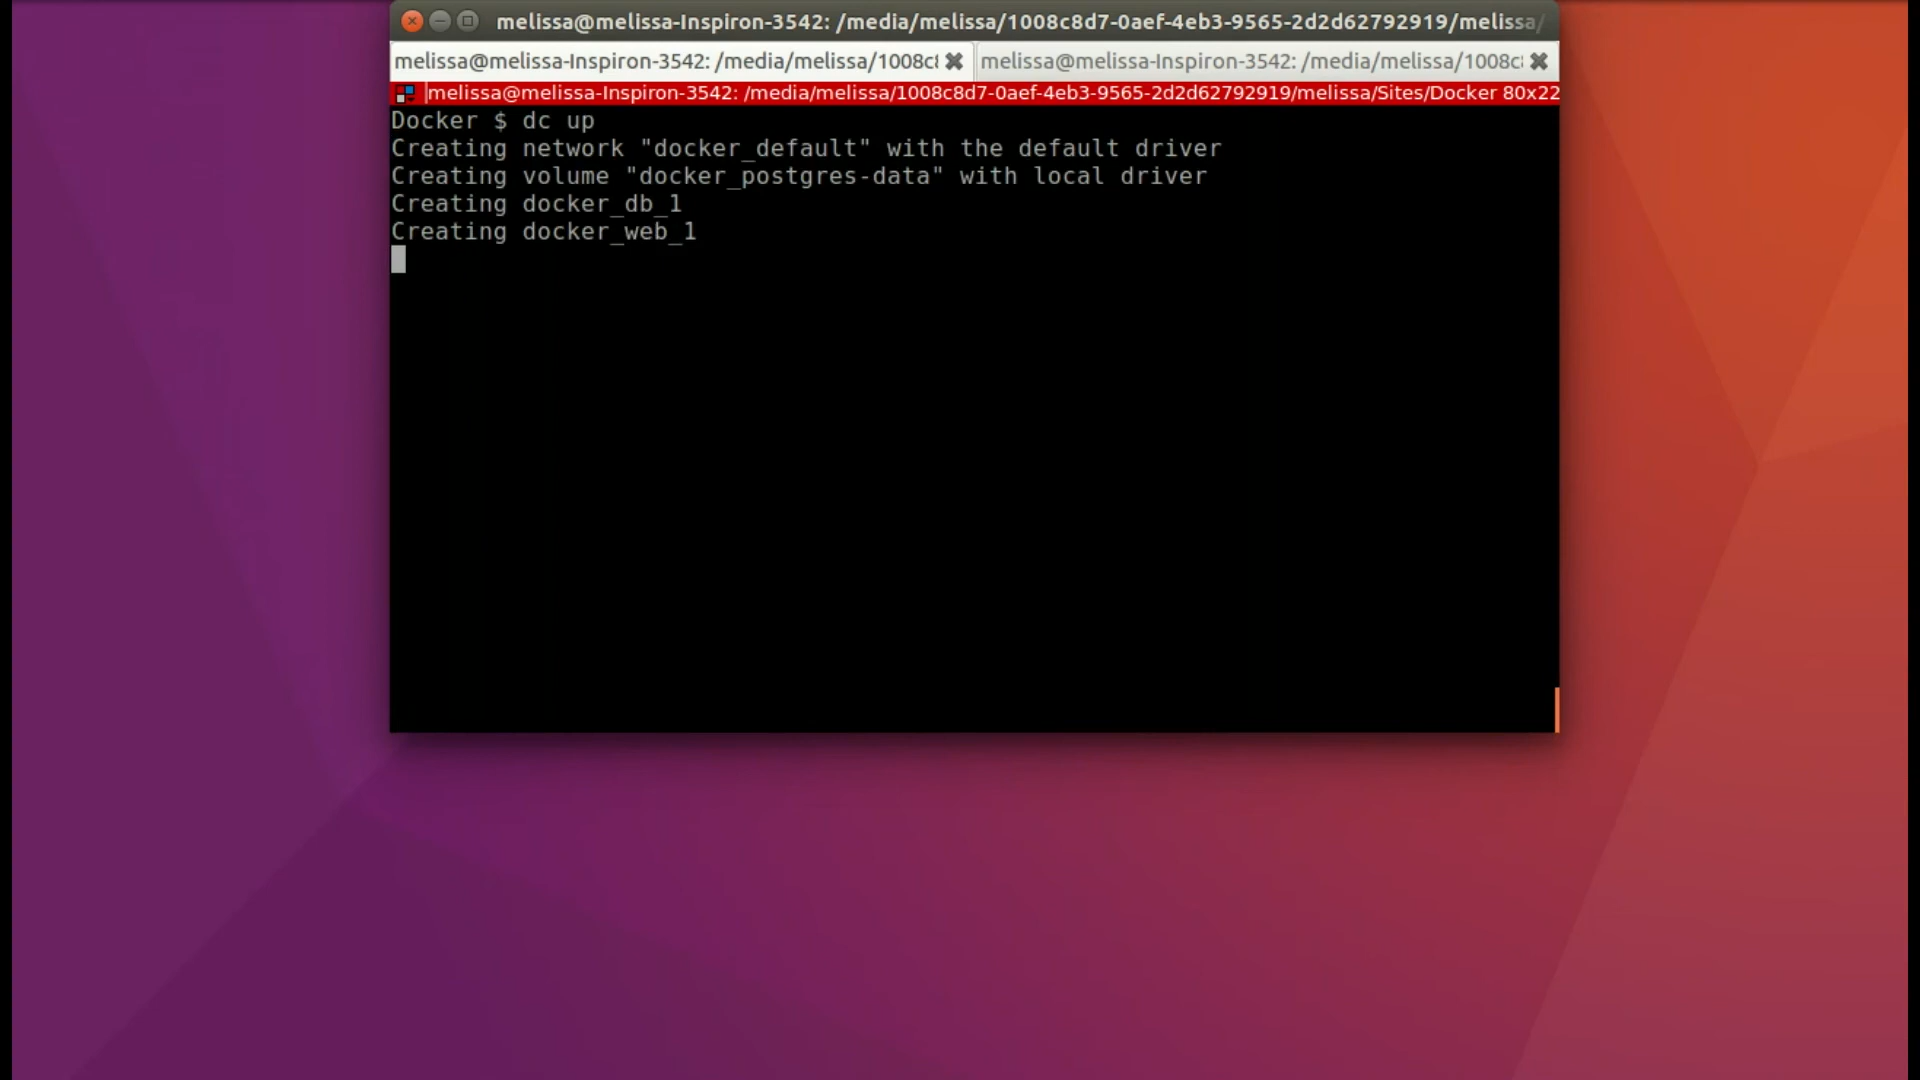 melissa@melissa-Inspiron-3542: /media/melissa/1008c8d7-0aef-4eb3-9565-2d2d62792919/melissa/
melissa@melissa-Inspiron-3542: /media/melissa/1008c8 melissa@melissa-Inspiron-3542: /media/melissa/1008c8
melissa@melissa-Inspiron-3542: /media/melissa/1008c8d7-0aef-4eb3-9565-2d2d62792919/melissa/Sites/Docker 80x22
Docker $ dc up
Creating network "docker_default" with the default driver
Creating volume "docker_postgres-data" with local driver
Creating docker_db_1
Creating docker_web_1